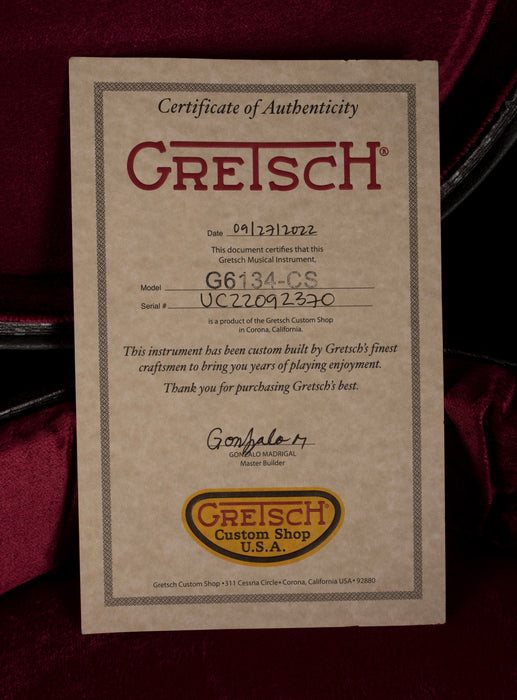 Certificate of Authenticity
GRETSCH®
Date 09/27/2022
This document certifies that this
Gretsch Musical Instrument,
Model G6134-CS
Serial # UC22092370
is a product of the Gretsch Custom Shop
in Corona, California.
This instrument has been custom built by Gretsch's finest
craftsmen to bring you years of playing enjoyment.
Thank you for purchasing Gretsch's best.
Gonzalo M
GONZALO MADRIGAL
Master Builder
GRETSCH®
Custom Shop
U.S.A.
Gretsch Custom Shop • 311 Cessna Circle • Corona, California USA • 92880